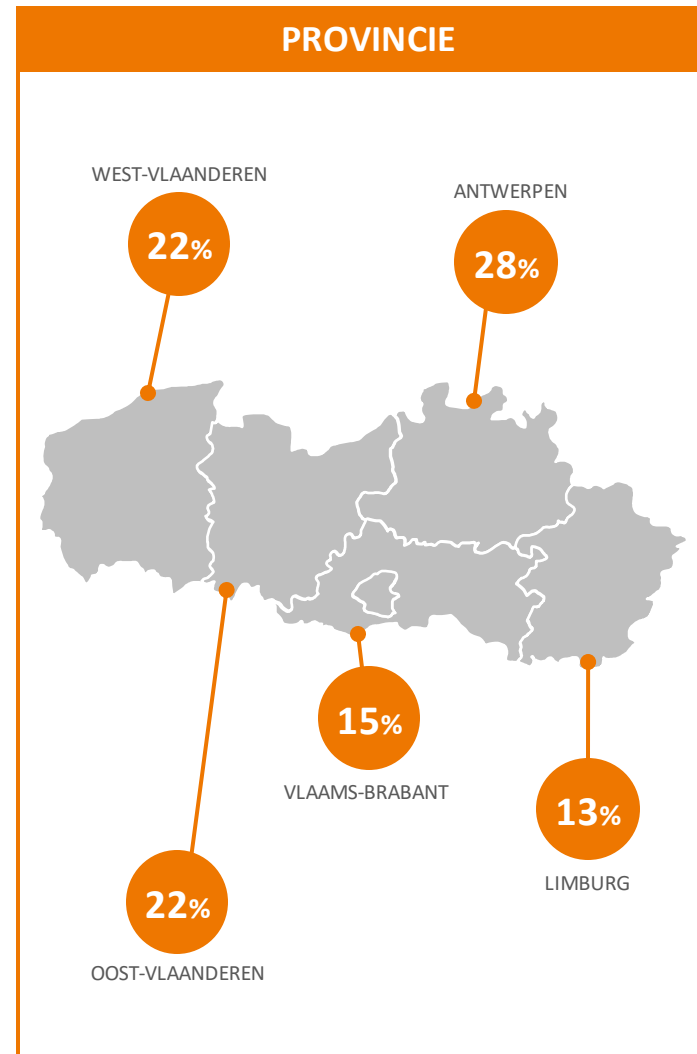 PROVINCIE
WEST-VLAANDEREN
22%
ANTWERPEN
28%
15%
VLAAMS-BRABANT
13%
LIMBURG
22%
OOST-VLAANDEREN